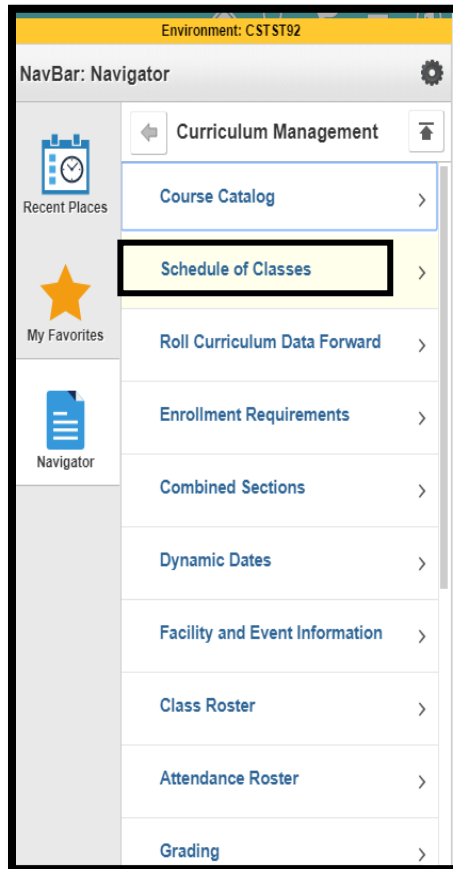 Environment: CSTST92
NavBar: Navigator
Curriculum Management
Recent Places
My Favorites
Navigator
Course Catalog
Schedule of Classes
Roll Curriculum Data Forward
Enrollment Requirements
Combined Sections
Dynamic Dates
Facility and Event Information
Class Roster
Attendance Roster
Grading